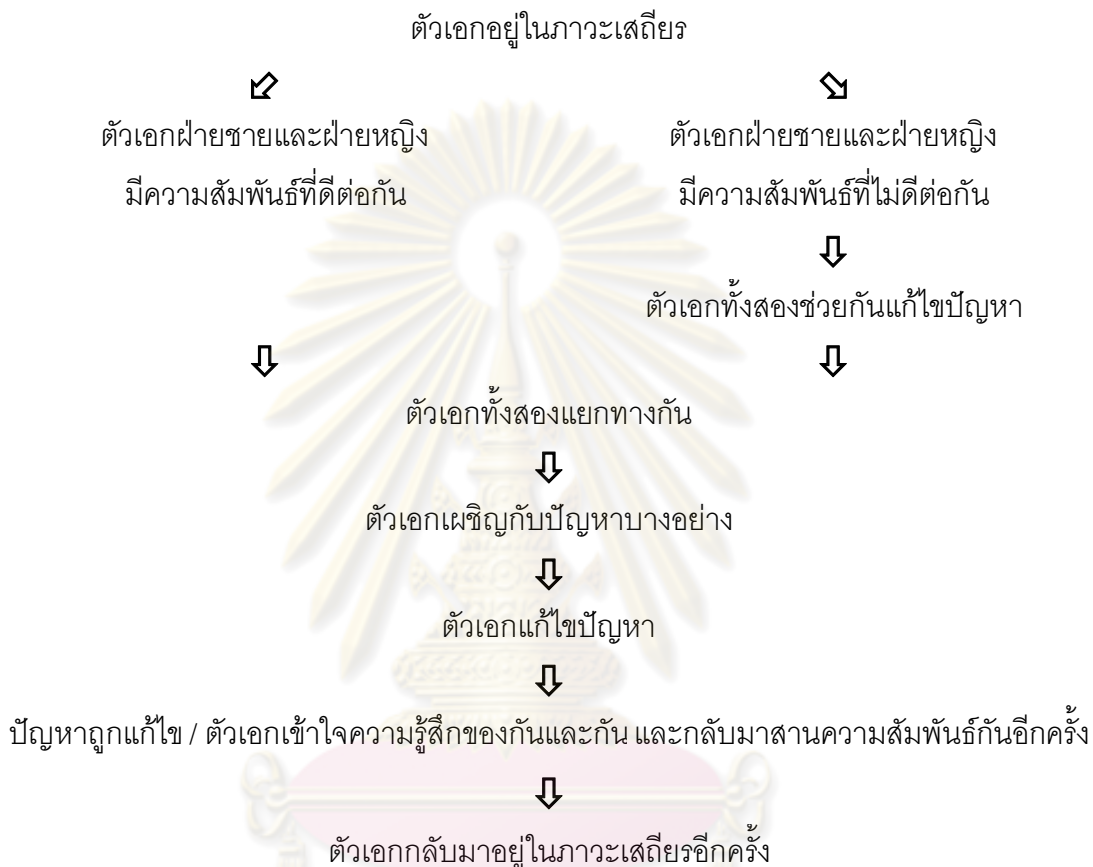 ตัวเอกอยู่ในภาวะเสถียร
ตัวเอกฝ่ายชายและฝ่ายหญิง
มีความสัมพันธ์ที่ดีต่อกัน
ตัวเอกฝ่ายชายและฝ่ายหญิง
มีความสัมพันธ์ที่ไม่ดีต่อกัน
ตัวเอกทั้งสองช่วยกันแก้ไขปัญหา
ตัวเอกทั้งสองแยกทางกัน
ตัวเอกเผชิญกับปัญหาบางอย่าง
ตัวเอกแก้ไขปัญหา
ปัญหาถูกแก้ไข / ตัวเอกเข้าใจความรู้สึกของกันและกัน และกลับมาสานความสัมพันธ์กันอีกครั้ง
ตัวเอกกลับมาอยู่ในภาวะเสถียรอีกครั้ง